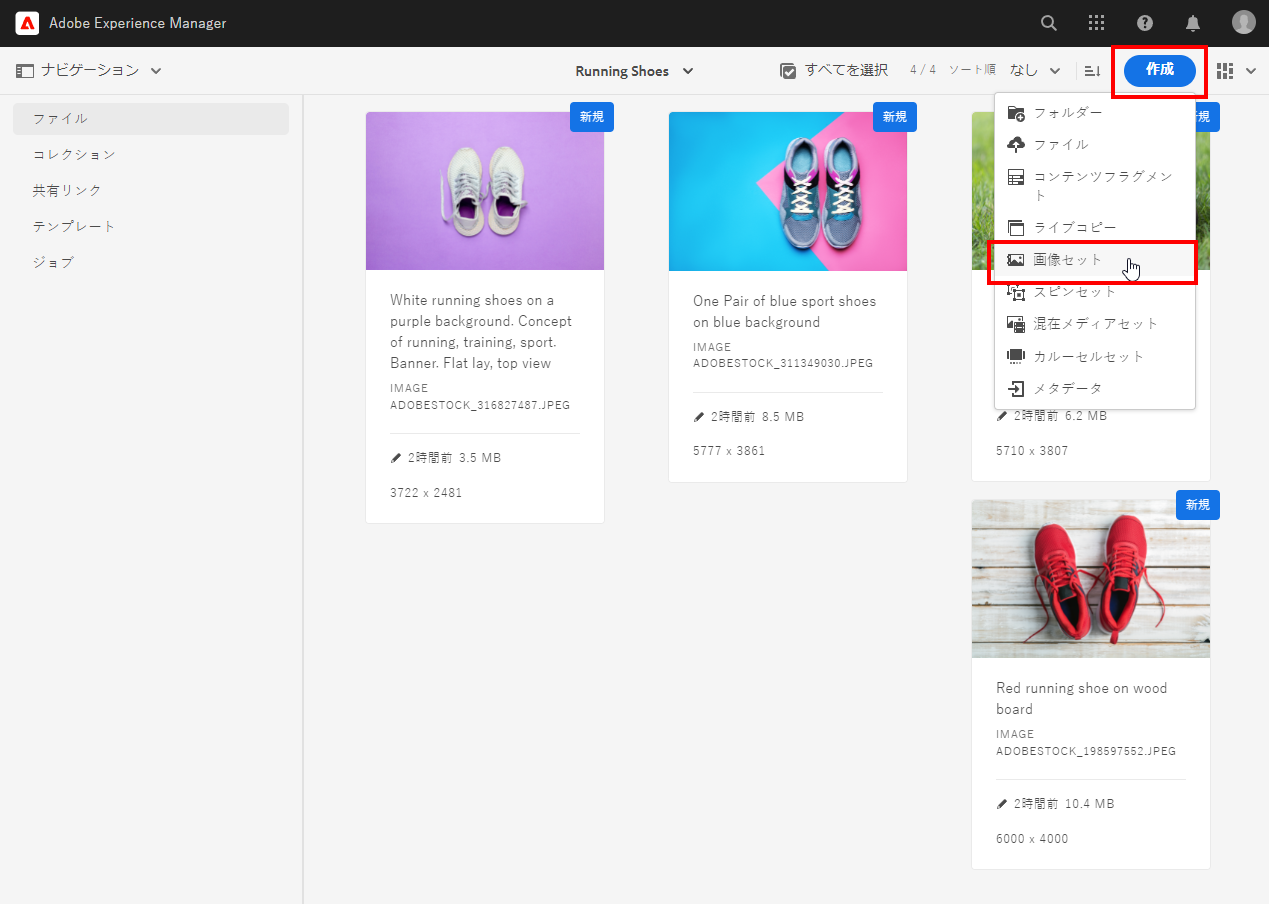 Adobe Experience Manager
ナビゲーション
Running Shoes
すべてを選択
4 / 4
ソート順
なし
作成
ファイル
コレクション
共有リンク
テンプレート
ジョブ
新規
White running shoes on a
purple background. Concept
of running, training, sport.
Banner. Flat lay, top view
IMAGE
ADOBESTOCK_316827487.JPEG
2時間前 3.5 MB
3722 x 2481
新規
One Pair of blue sport shoes
on blue background
IMAGE
ADOBESTOCK_311349030.JPEG
2時間前 8.5 MB
5777 x 3861
規
フォルダー
ファイル
コンテンツフラグメン
ト
ライブコピー
画像セット
スピンセット
混在メディアセット
カルーセルセット
メタデータ
2時間前 6.2 MB
5710 x 3807
新規
Red running shoe on wood
board
IMAGE
ADOBESTOCK_198597552.JPEG
2時間前 10.4 MB
6000 x 4000